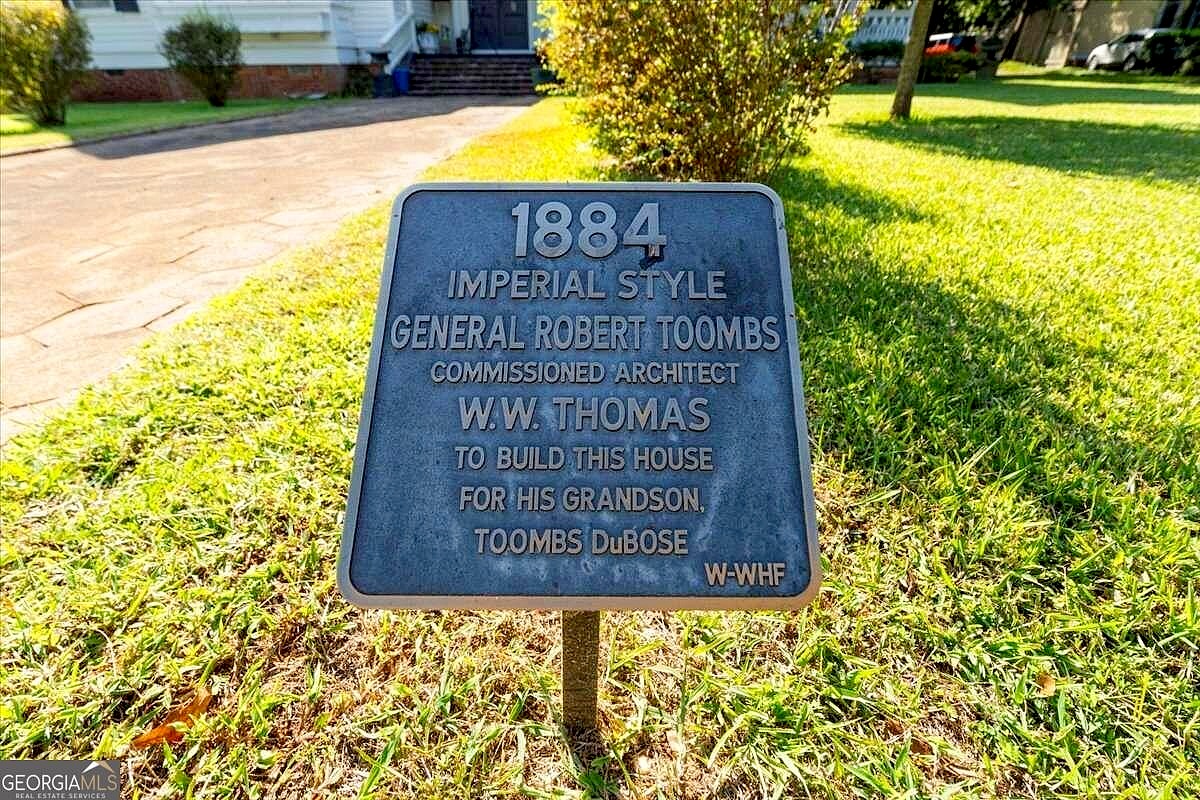 1884
IMPERIAL STYLE
GENERAL ROBERT TOOMBS
COMMISSIONED ARCHITECT
W.W. THOMAS
TO BUILD THIS HOUSE
FOR HIS GRANDSON,
TOOMBS DuBOSE
W-WHF
GEORGIAMLS
REAL ESTATE SERVICES